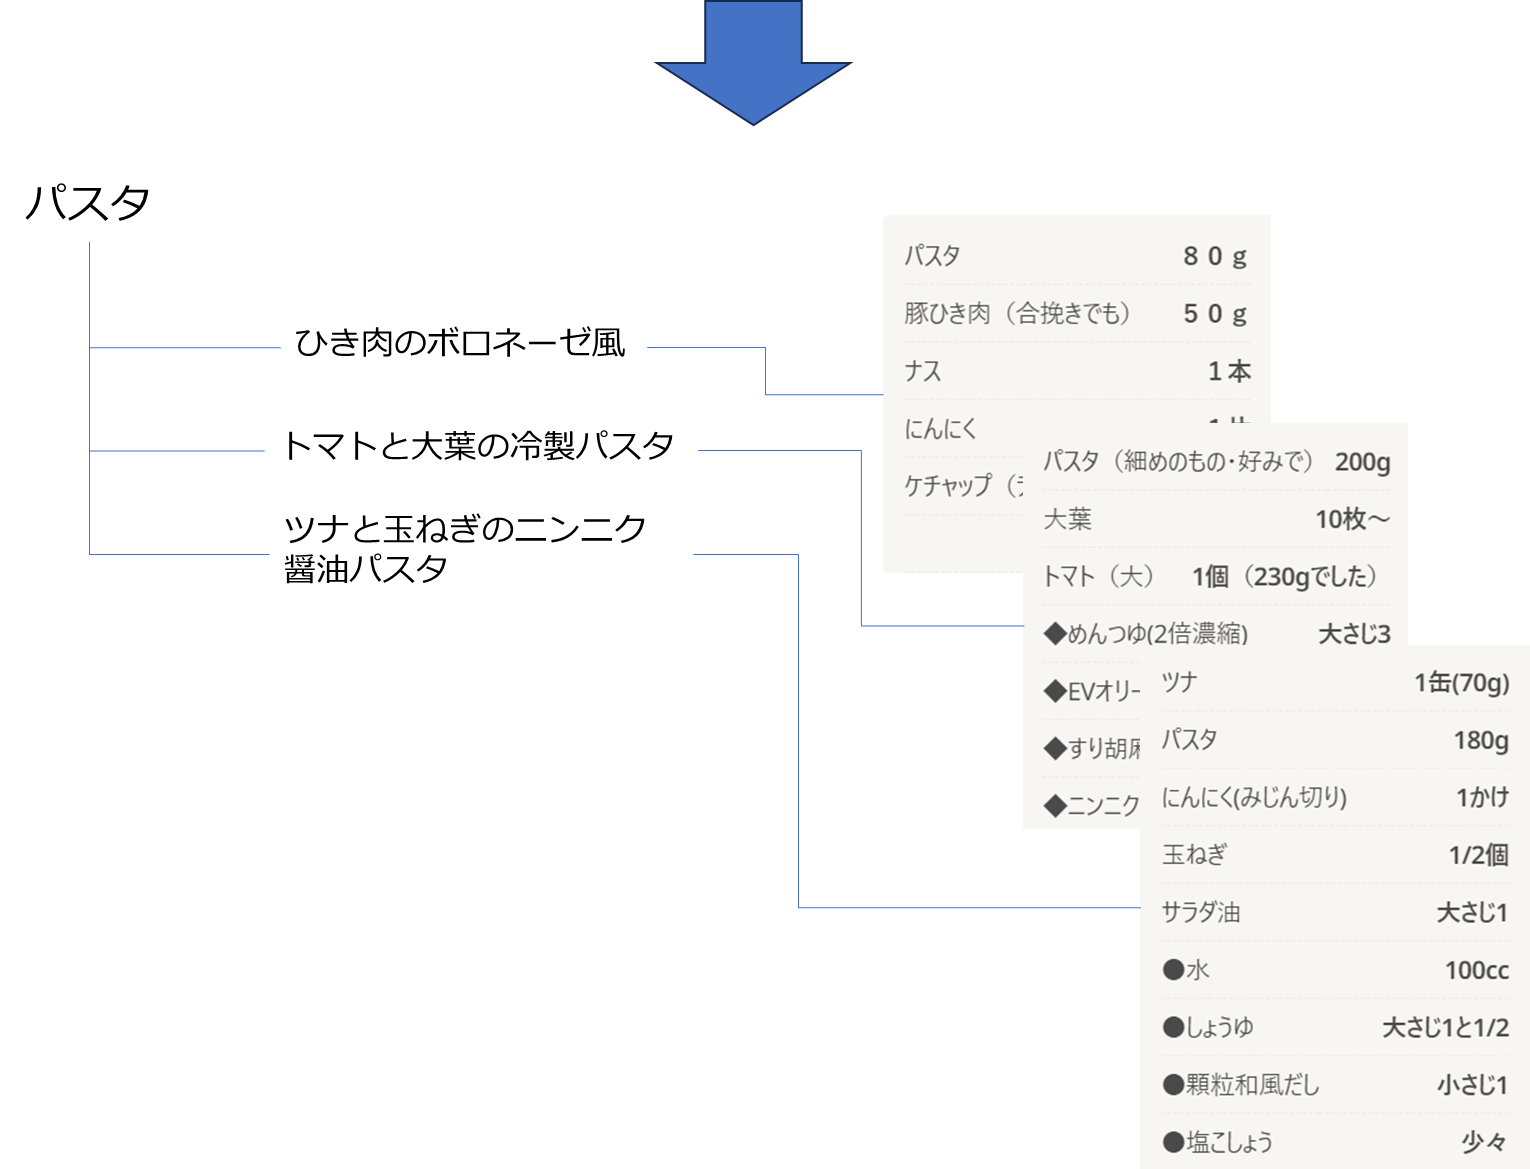 パスタ
ひき肉のボロネーゼ風
トマトと大葉の冷製パスタ
ツナと玉ねぎのニンニク
醤油パスタ
パスタ ８０ｇ
豚ひき肉（合挽きでも） ５０ｇ
ナス １本
にんにく
ケチャップ（
パスタ（細めのもの･好みで） 200g
大葉 10枚～
トマト（大） 1個（230gでした）
◆めんつゆ(2倍濃縮) 大さじ3
◆EVオリー
◆すり胡麻
◆ニンニク
ツナ 1缶(70g)
パスタ 180g
にんにく(みじん切り) 1かけ
玉ねぎ 1/2個
サラダ油 大さじ1
●水 100cc
●しょうゆ 大さじ1と1/2
●顆粒和風だし 小さじ1
●塩こしょう 少々